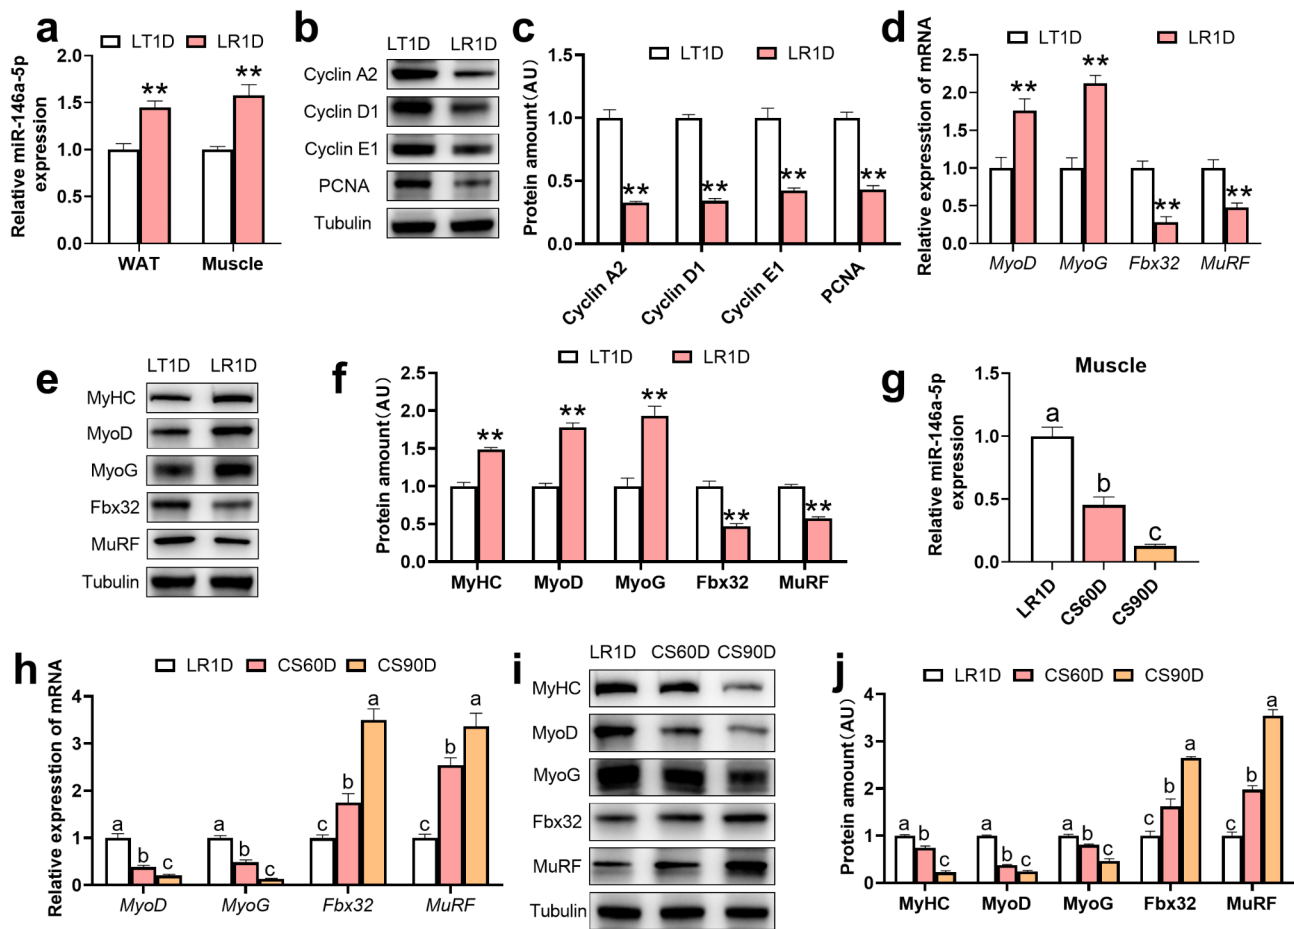 a
LT1D LR1D
Relative miR-146a-5p
expression
2.0
1.5
1.0
0.5
0.0
** **
WAT Muscle
b
LT1D LR1D
Cyclin A2
Cyclin D1
Cyclin E1
PCNA
Tubulin
c
LT1D LR1D
Protein amount(AU)
1.5
1.0
0.5
0.0
** ** ** **
Cyclin A2 Cyclin D1 Cyclin E1 PCNA
d
LT1D LR1D
Relative expresstion of mRNA
2.5
2.0
1.5
1.0
0.5
0.0
** ** ** **
MyoD MyoG Fbx32 MuRF
e
LT1D LR1D
MyHC
MyoD
MyoG
Fbx32
MuRF
Tubulin
f
LT1D LR1D
Protein amount(AU)
2.5
2.0
1.5
1.0
0.5
0.0
** ** ** ** **
MyHC MyoD MyoG Fbx32 MuRF
g
Muscle
Relative miR-146a-5p
expression
1.5
1.0
0.5
0.0
a b c
LR1D CS60D CS90D
h
LR1D CS60D CS90D
Relative expresstion of mRNA
4
3
2
1
0
a b c a b c c b a c b a
MyoD MyoG Fbx32 MuRF
i
LR1D CS60D CS90D
MyHC
MyoD
MyoG
Fbx32
MuRF
Tubulin
j
LR1D CS60D CS90D
Protein amount(AU)
4
3
2
1
0
a b c a b c a b c c b a c b a
MyHC MyoD MyoG Fbx32 MuRF